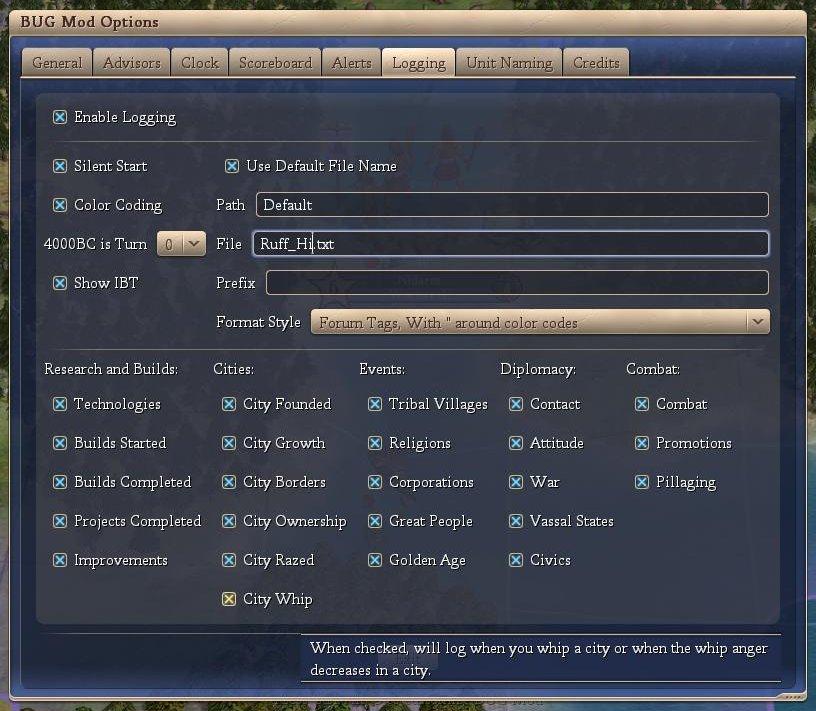 BUG Mod Options
General Advisors Clock Scoreboard Alerts Logging Unit Naming Credits
Enable Logging
Silent Start Use Default File Name
Color Coding Path Default
4000BC is Turn 0 File Ruff_Hi.txt
Show IBT Prefix
Format Style Forum Tags, With " around color codes
Research and Builds: Cities: Events: Diplomacy: Combat:
Technologies City Founded Tribal Villages Contact Combat
Builds Started City Growth Religions Attitude Promotions
Builds Completed City Borders Corporations War Pillaging
Projects Completed City Ownership Great People Vassal States
Improvements City Razed Golden Age Civics
City Whip
When checked, will log when you whip a city or when the whip anger
decreases in a city.